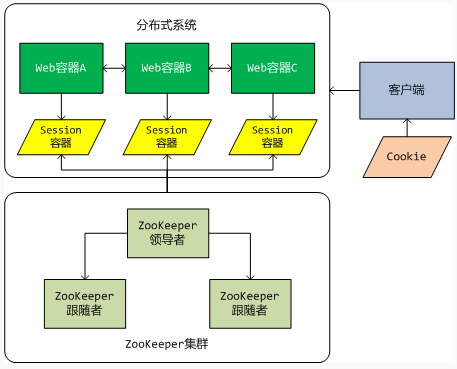 分布式系统
Web容器A
Web容器B
Web容器C
客户端
Session
容器
Session
容器
Session
容器
Cookie
ZooKeeper
领导者
ZooKeeper
跟随者
ZooKeeper
跟随者
ZooKeeper集群